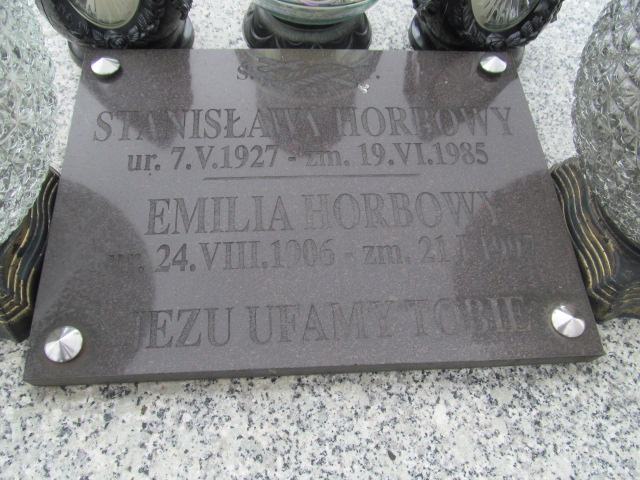 STANISŁAWA HORBOWY
ur. 7.V.1927 - zm. 19.VI.1985
EMILIA HORBOWY
ur. 24.VIII.1906 - zm.
JEZU UFAMY TOBIE